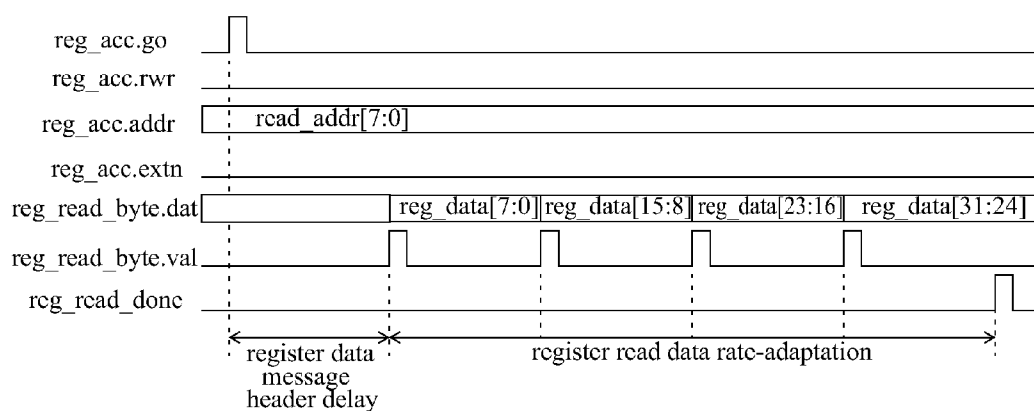 reg_acc.go
reg_acc.rwr
reg_acc.addr
read_addr[7:0]
reg_acc.extn
reg_read_byte.dat
reg_data[7:0]
reg_data[15:8]
reg_data[23:16]
reg_data[31:24]
reg_read_byte.val
reg_read_done
register data
message
header delay
register read data rate-adaptation